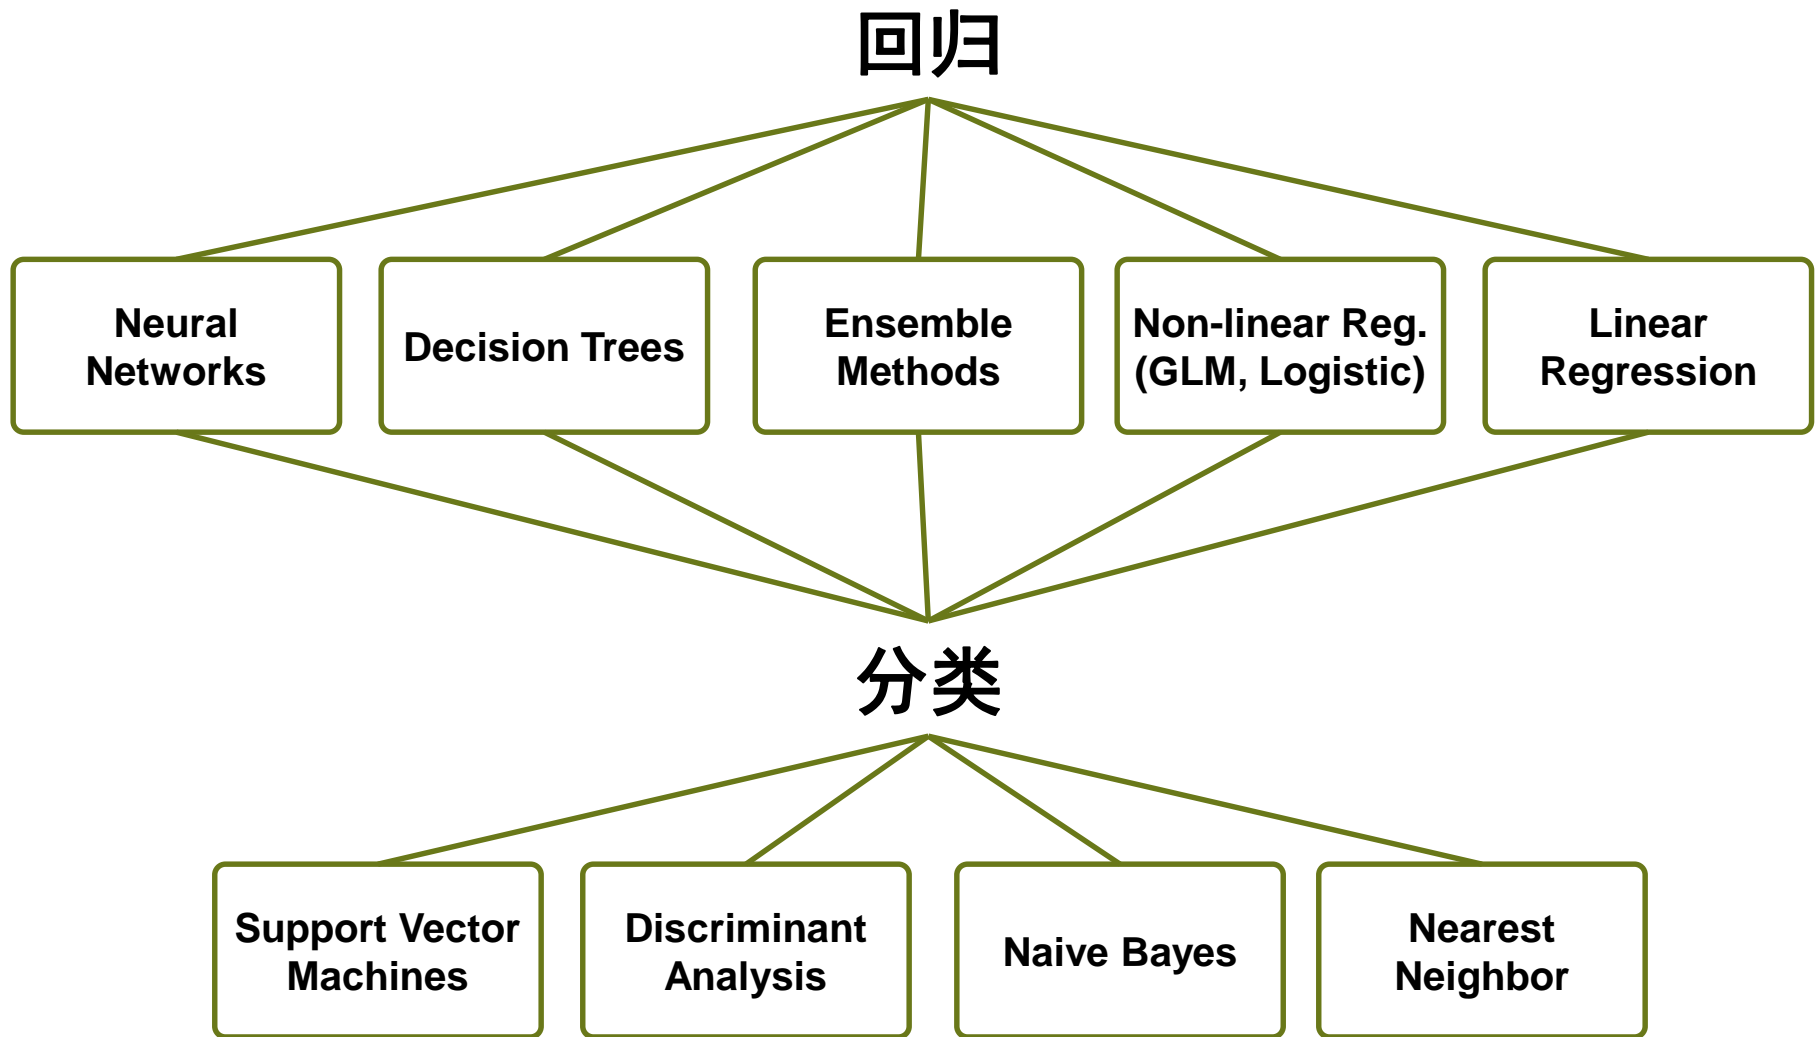 回归
Neural
Networks
Decision Trees
Ensemble
Methods
Non-linear Reg.
(GLM, Logistic)
Linear
Regression
分类
Support Vector
Machines
Discriminant
Analysis
Naive Bayes
Nearest
Neighbor